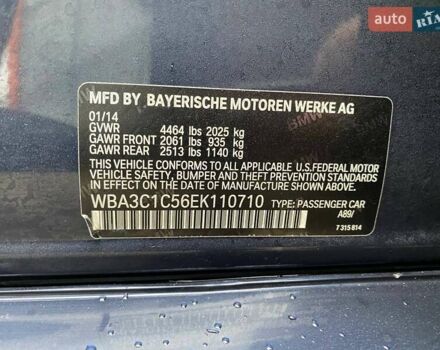 auto RIA.com
MFD BY BAYERISCHE MOTOREN WERKE AG
01/14
GVWR 4464 lbs 2025 kg
GAWR FRONT 2061 lbs 935 kg
GAWR REAR 2513 lbs 1140 kg
THIS VEHICLE CONFORMS TO ALL APPLICABLE U.S. FEDERAL MOTOR
VEHICLE SAFETY, BUMPER, AND THEFT PREVENTION STANDARDS
IN EFFECT ON THE DATE OF MANUFACTURE SHOWN ABOVE.
WBA3C1C56EK110710 TYPE: PASSENGER CAR
A89/
7 315 814